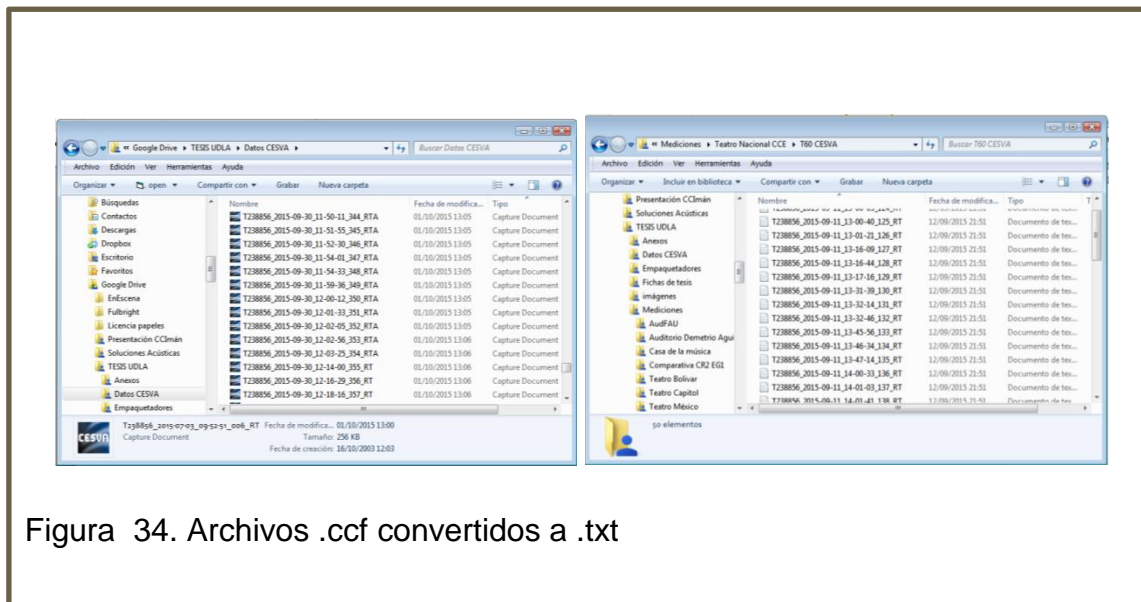 « Google Drive ▸ TESIS UDLA ▸ Datos CESVA ▸
Buscar Datos CESVA
Archivo Edición Ver Herramientas Ayuda
Organizar open Compartir con Grabar Nueva carpeta
Búsquedas
Contactos
Descargas
Dropbox
Escritorio
Favoritos
Google Drive
EnEscena
Fulbright
Licencia papeles
Presentación CCImán
Soluciones Acústicas
TESIS UDLA
Anexos
Datos CESVA
Empaquetadores
Nombre Fecha de modifica... Tipo
T238856_2015-09-30_11-50-11_344_RTA 01/10/2015 13:05 Capture Document
T238856_2015-09-30_11-51-55_345_RTA 01/10/2015 13:05 Capture Document
T238856_2015-09-30_11-52-30_346_RTA 01/10/2015 13:05 Capture Document
T238856_2015-09-30_11-54-01_347_RTA 01/10/2015 13:05 Capture Document
T238856_2015-09-30_11-54-33_348_RTA 01/10/2015 13:05 Capture Document
T238856_2015-09-30_11-59-36_349_RTA 01/10/2015 13:05 Capture Document
T238856_2015-09-30_12-00-12_350_RTA 01/10/2015 13:05 Capture Document
T238856_2015-09-30_12-01-33_351_RTA 01/10/2015 13:05 Capture Document
T238856_2015-09-30_12-02-05_352_RTA 01/10/2015 13:05 Capture Document
T238856_2015-09-30_12-02-56_353_RTA 01/10/2015 13:06 Capture Document
T238856_2015-09-30_12-03-25_354_RTA 01/10/2015 13:06 Capture Document
T238856_2015-09-30_12-14-00_355_RT 01/10/2015 13:06 Capture Document
T238856_2015-09-30_12-16-29_356_RT 01/10/2015 13:06 Capture Document
T238856_2015-09-30_12-18-16_357_RT 01/10/2015 13:06 Capture Document
CESVA
T238856_2015-07-03_09-52-51_006_RT Fecha de modifica... 01/10/2015 13:00
Capture Document Tamaño: 256 KB
Fecha de creación: 16/10/2003 12:03
« Mediciones ▸ Teatro Nacional CCE ▸ T60 CESVA
Buscar T60 CESVA
Archivo Edición Ver Herramientas Ayuda
Organizar Incluir en biblioteca Compartir con Grabar Nueva carpeta
Presentación CCImán
Soluciones Acústicas
TESIS UDLA
Anexos
Datos CESVA
Empaquetadores
Fichas de tesis
imágenes
Mediciones
AudFAU
Auditorio Demetrio Agui
Casa de la música
Comparativa CR2 EG1
Teatro Bolivar
Teatro Capitol
Teatro México
Nombre Fecha de modifica... Tipo T
T238856_2015-09-11_13-00-40_125_RT 12/09/2015 21:51 Documento de tex...
T238856_2015-09-11_13-01-21_126_RT 12/09/2015 21:51 Documento de tex...
T238856_2015-09-11_13-16-09_127_RT 12/09/2015 21:51 Documento de tex...
T238856_2015-09-11_13-16-44_128_RT 12/09/2015 21:51 Documento de tex...
T238856_2015-09-11_13-17-16_129_RT 12/09/2015 21:51 Documento de tex...
T238856_2015-09-11_13-31-39_130_RT 12/09/2015 21:51 Documento de tex...
T238856_2015-09-11_13-32-14_131_RT 12/09/2015 21:51 Documento de tex...
T238856_2015-09-11_13-32-46_132_RT 12/09/2015 21:51 Documento de tex...
T238856_2015-09-11_13-45-56_133_RT 12/09/2015 21:51 Documento de tex...
T238856_2015-09-11_13-46-34_134_RT 12/09/2015 21:51 Documento de tex...
T238856_2015-09-11_13-47-14_135_RT 12/09/2015 21:51 Documento de tex...
T238856_2015-09-11_14-00-33_136_RT 12/09/2015 21:51 Documento de tex...
T238856_2015-09-11_14-01-03_137_RT 12/09/2015 21:51 Documento de tex...
T238856_2015-09-11_14-01-41_138_RT 12/09/2015 21:51 Documento de tex...
50 elementos
Figura 34. Archivos .ccf convertidos a .txt